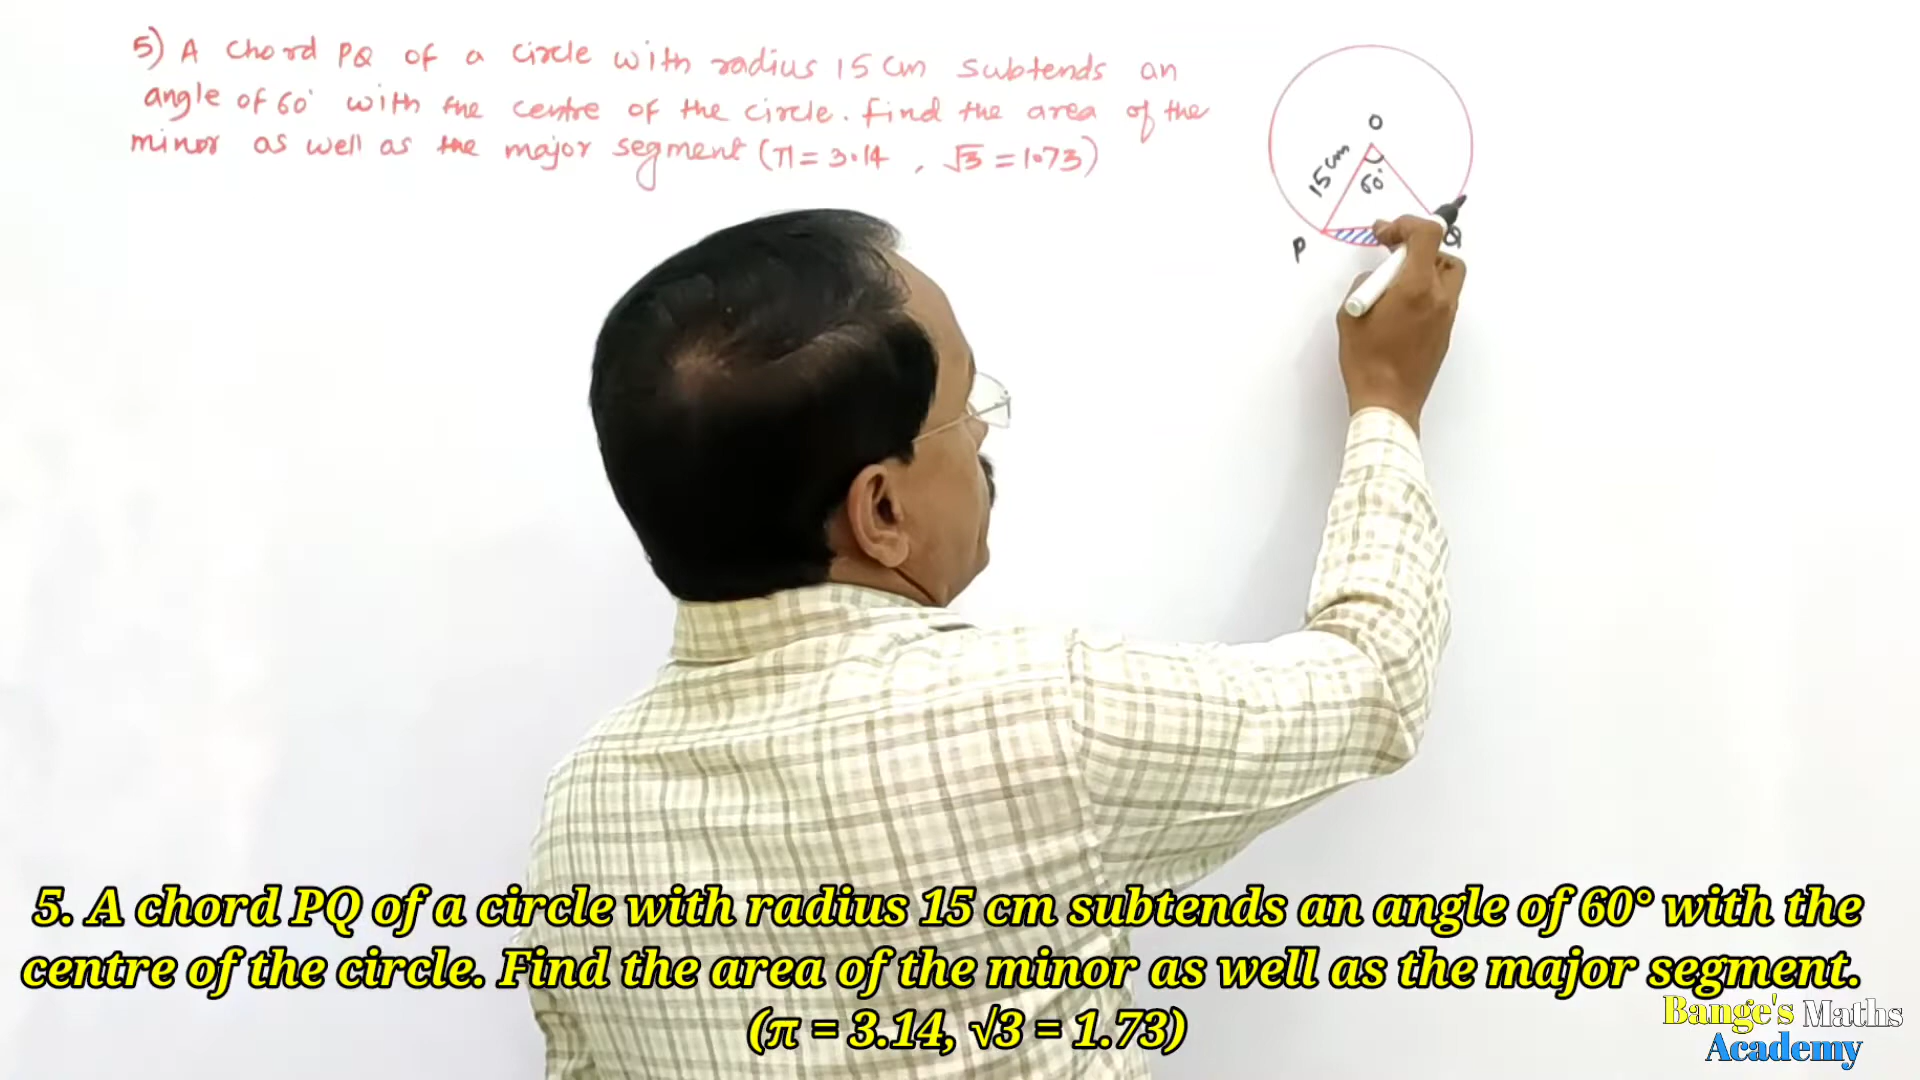 5) A chord PQ of a circle with radius 15 cm subtends an
angle of 60° with the centre of the circle. Find the area of the
minor as well as the major segment (π = 3.14 , √3 = 1.73)
O
15 cm
60°
P
Q
5. A chord PQ of a circle with radius 15 cm subtends an angle of 60° with the
centre of the circle. Find the area of the minor as well as the major segment.
(π = 3.14, √3 = 1.73)
Bange's Maths
Academy